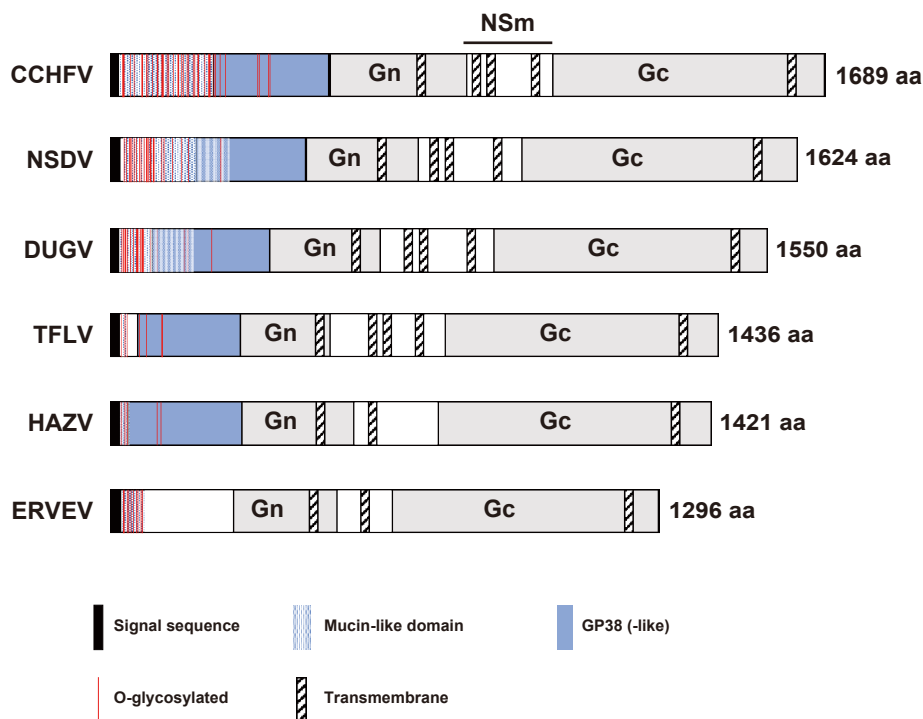 NSm
CCHFV Gn Gc 1689 aa
NSDV Gn Gc 1624 aa
DUGV Gn Gc 1550 aa
TFLV Gn Gc 1436 aa
HAZV Gn Gc 1421 aa
ERVEV Gn Gc 1296 aa
Signal sequence Mucin-like domain GP38 (-like)
O-glycosylated Transmembrane